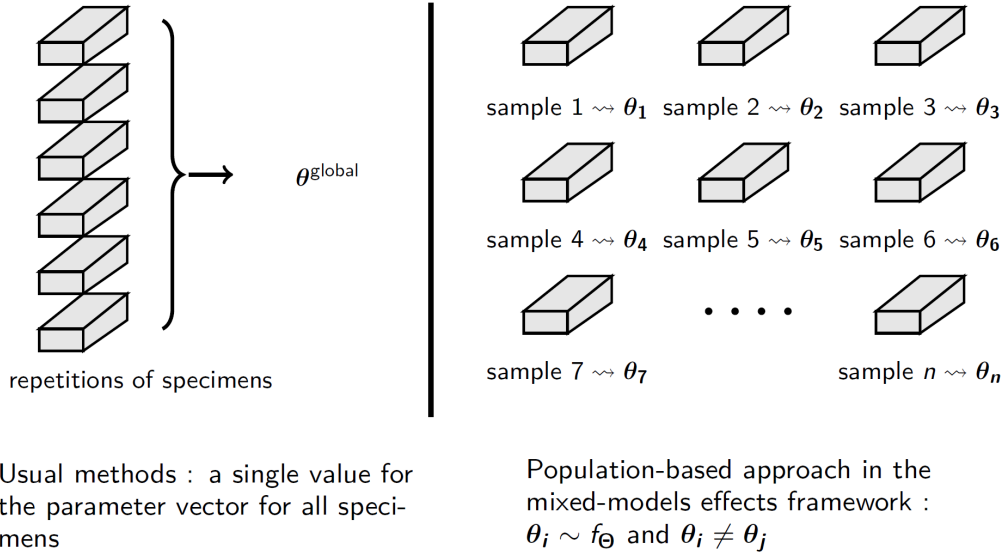 θ^global
repetitions of specimens
Usual methods : a single value for
the parameter vector for all speci-
mens
sample 1 ⇝ θ₁ sample 2 ⇝ θ₂ sample 3 ⇝ θ₃
sample 4 ⇝ θ₄ sample 5 ⇝ θ₅ sample 6 ⇝ θ₆
. . . .
sample 7 ⇝ θ₇ sample n ⇝ θₙ
Population-based approach in the
mixed-models effects framework :
θᵢ ∼ f_Θ and θᵢ ≠ θⱼ